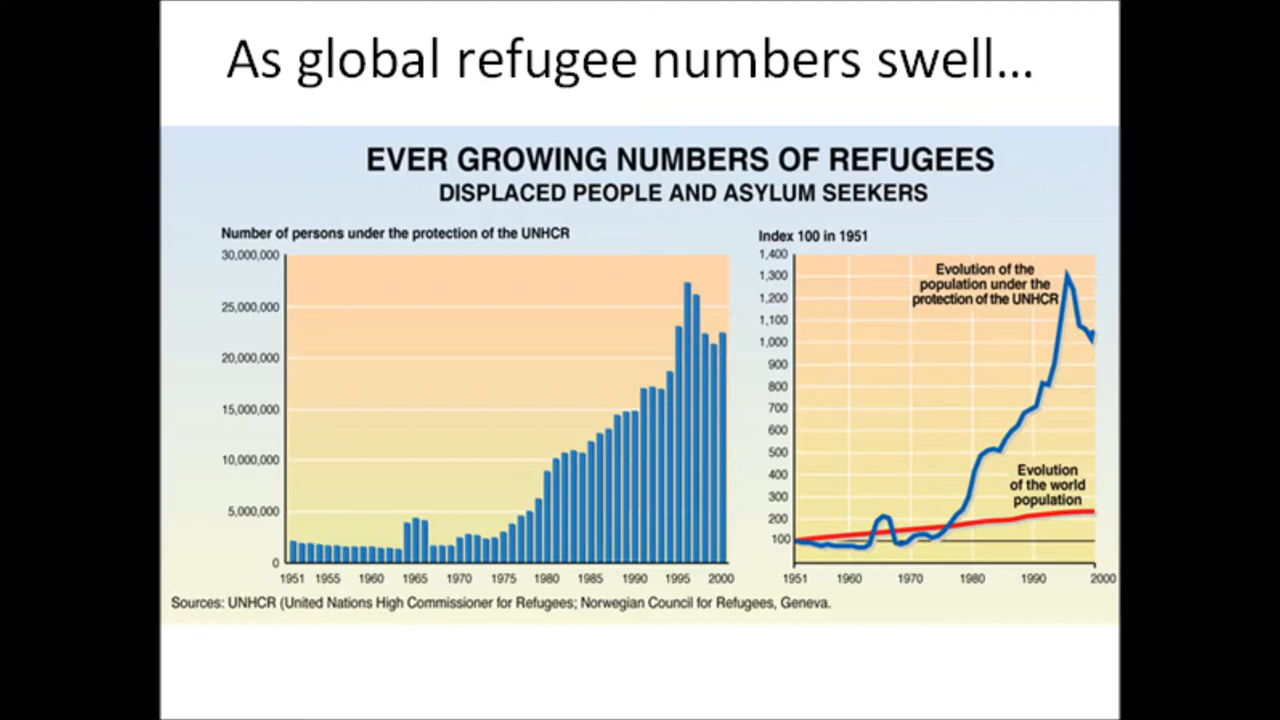 As global refugee numbers swell...
EVER GROWING NUMBERS OF REFUGEES
DISPLACED PEOPLE AND ASYLUM SEEKERS
Number of persons under the protection of the UNHCR
30,000,000
25,000,000
20,000,000
15,000,000
10,000,000
5,000,000
0
1951 1955 1960 1965 1970 1975 1980 1985 1990 1995 2000
Index 100 in 1951
1,400
1,300
1,200
1,100
1,000
900
800
700
600
500
400
300
200
100
Evolution of the
population under the
protection of the UNHCR
Evolution
of the world
population
1951 1960 1970 1980 1990 2000
Sources: UNHCR (United Nations High Commissioner for Refugees; Norwegian Council for Refugees, Geneva.